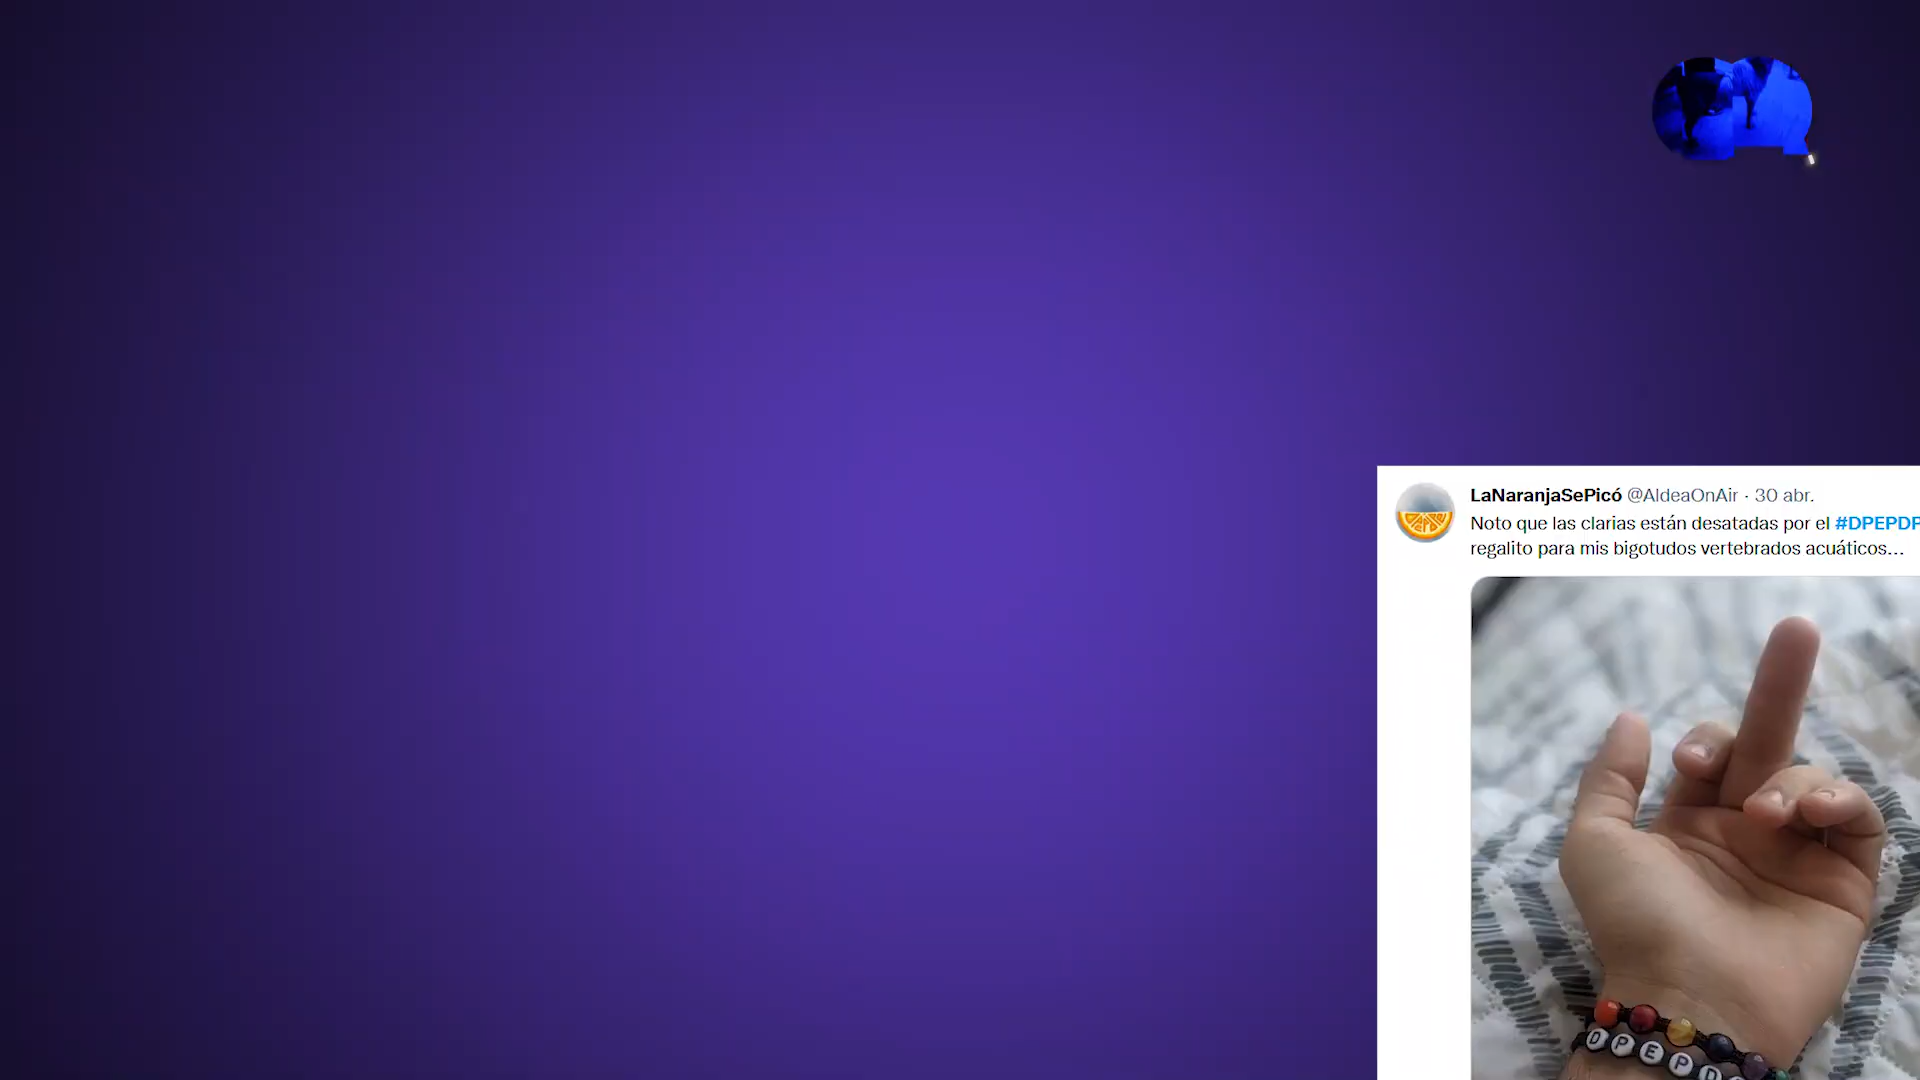 LaNaranjaSePicó @AldeaOnAir · 30 abr.
Noto que las clarias están desatadas por el #DPEPDP
regalito para mis bigotudos vertebrados acuáticos...
DPEPD